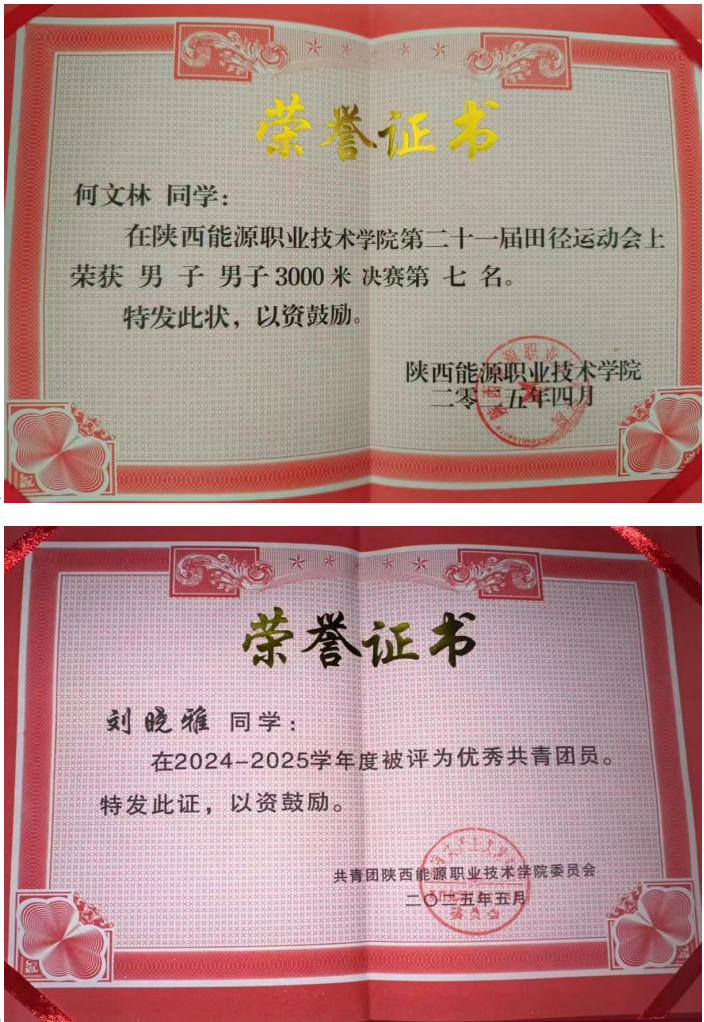 荣誉证书
何文林 同学：
在陕西能源职业技术学院第二十一届田径运动会上
荣获 男 子 男子 3000 米 决赛第 七 名。
特发此状，以资鼓励。
陕西能源职业技术学院
二零二五年四月
荣誉证书
刘晓雅 同学：
在2024-2025学年度被评为优秀共青团员。
特发此证，以资鼓励。
共青团陕西能源职业技术学院委员会
二〇二五年五月